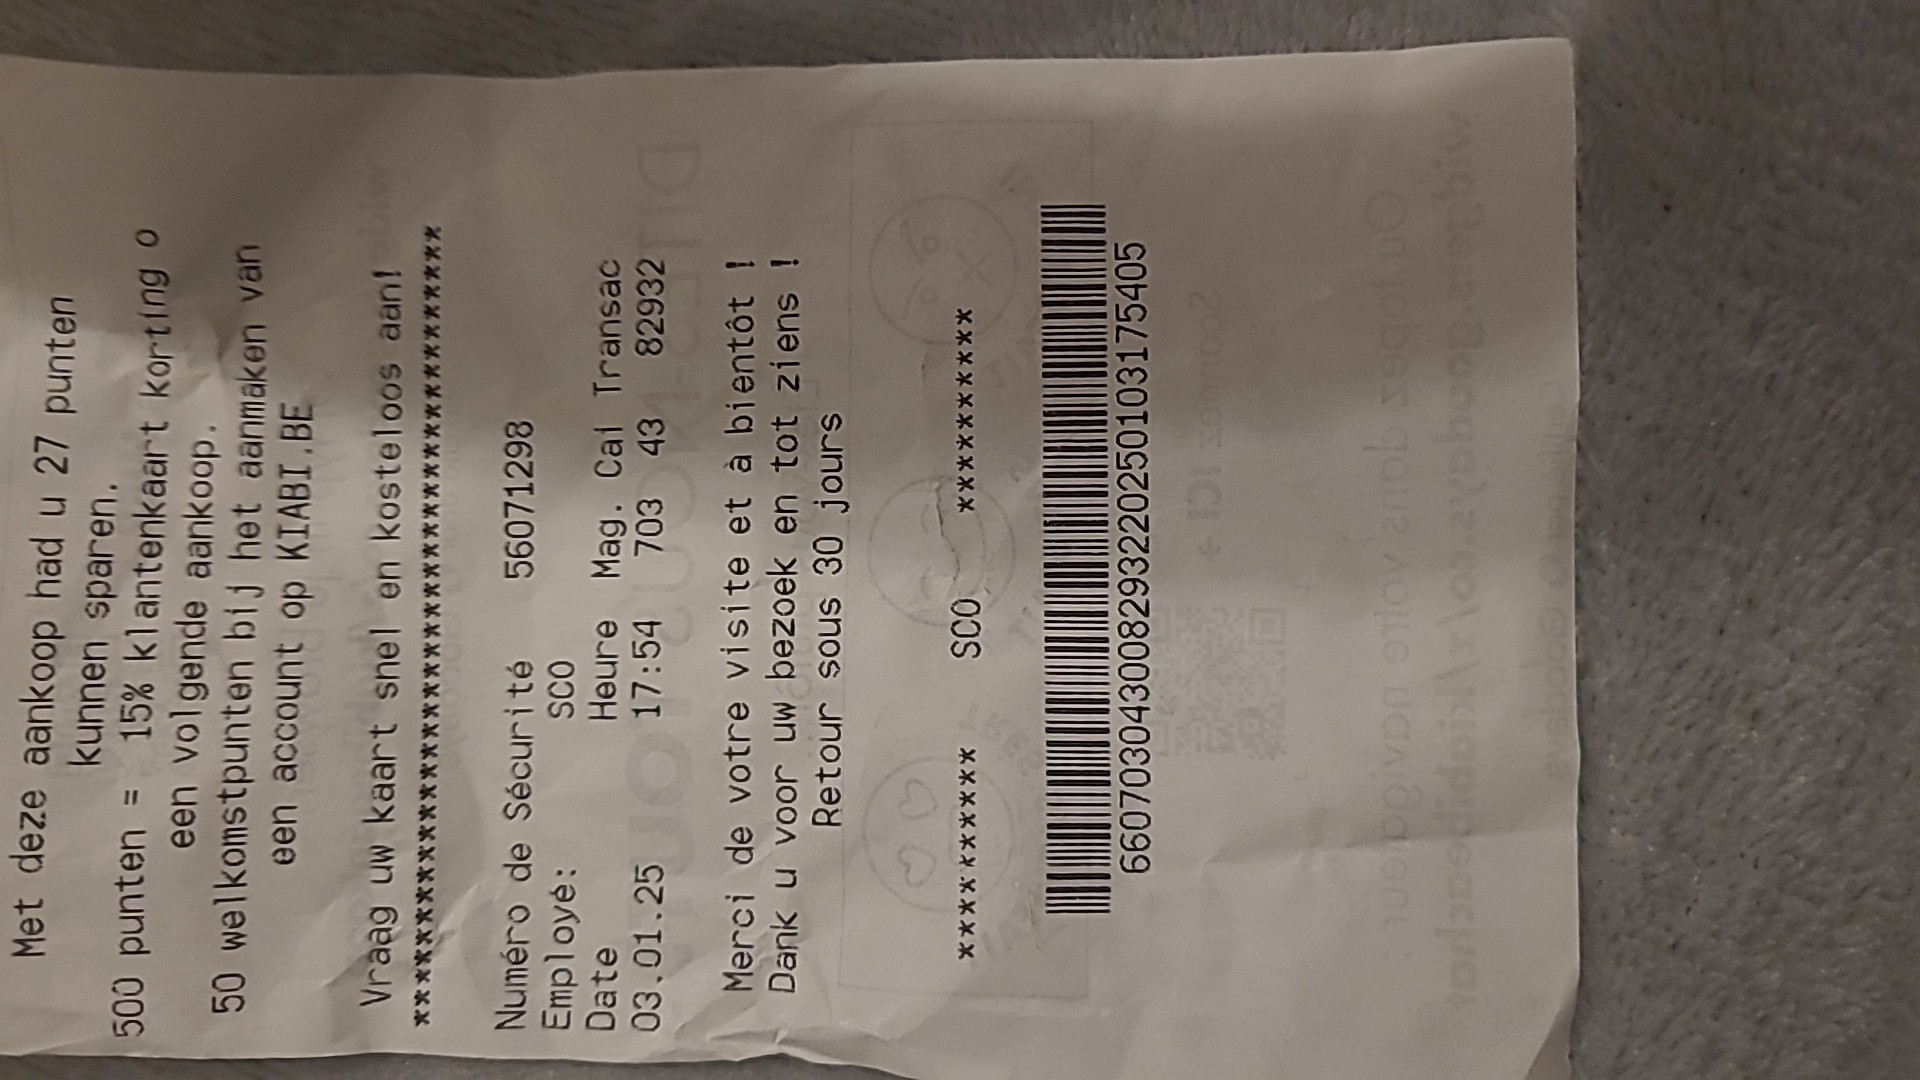 Met deze aankoop had u 27 punten
kunnen sparen.
500 punten = 15% klantenkaart korting o
een volgende aankoop.
50 welkomstpunten bij het aanmaken van
een account op KIABI.BE
Vraag uw kaart snel en kosteloos aan!
****************************************
Numéro de Sécurité 56071298
Employé: SCO
Date Heure Mag. Cai Transac
03.01.25 17:54 703 43 82932
Merci de votre visite et à bientôt !
Dank u voor uw bezoek en tot ziens !
Retour sous 30 jours
*********** SCO ***********
66070304300829322025010317​5405